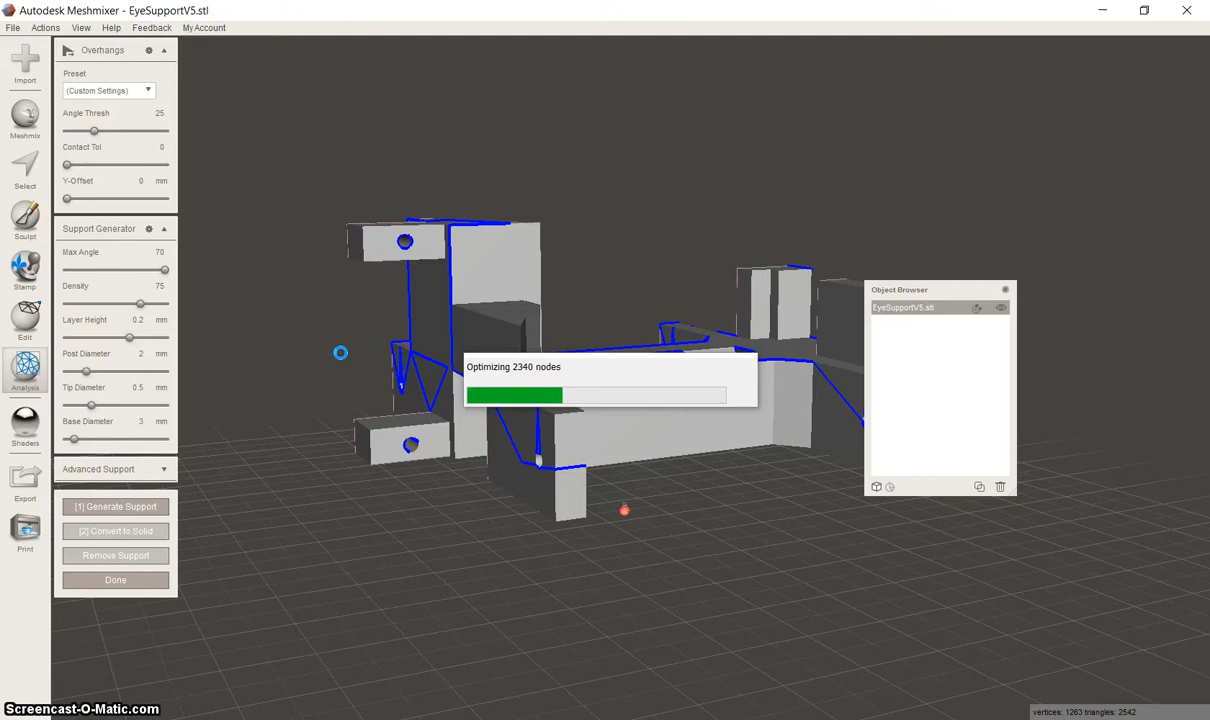 Autodesk Meshmixer - EyeSupportV5.stl
File Actions View Help Feedback My Account
Import
Meshmix
Select
Sculpt
Stamp
Edit
Analysis
Shaders
Export
Print
Overhangs
Preset
(Custom Settings)
Angle Thresh 25
Contact Tol 0
Y-Offset 0 mm
Support Generator
Max Angle 70
Density 75
Layer Height 0.2 mm
Post Diameter 2 mm
Tip Diameter 0.5 mm
Base Diameter 3 mm
Advanced Support
[1] Generate Support
[2] Convert to Solid
Remove Support
Done
Optimizing 2340 nodes
Object Browser
EyeSupportV5.stl
Screencast-O-Matic.com
vertices: 1263 triangles: 2542